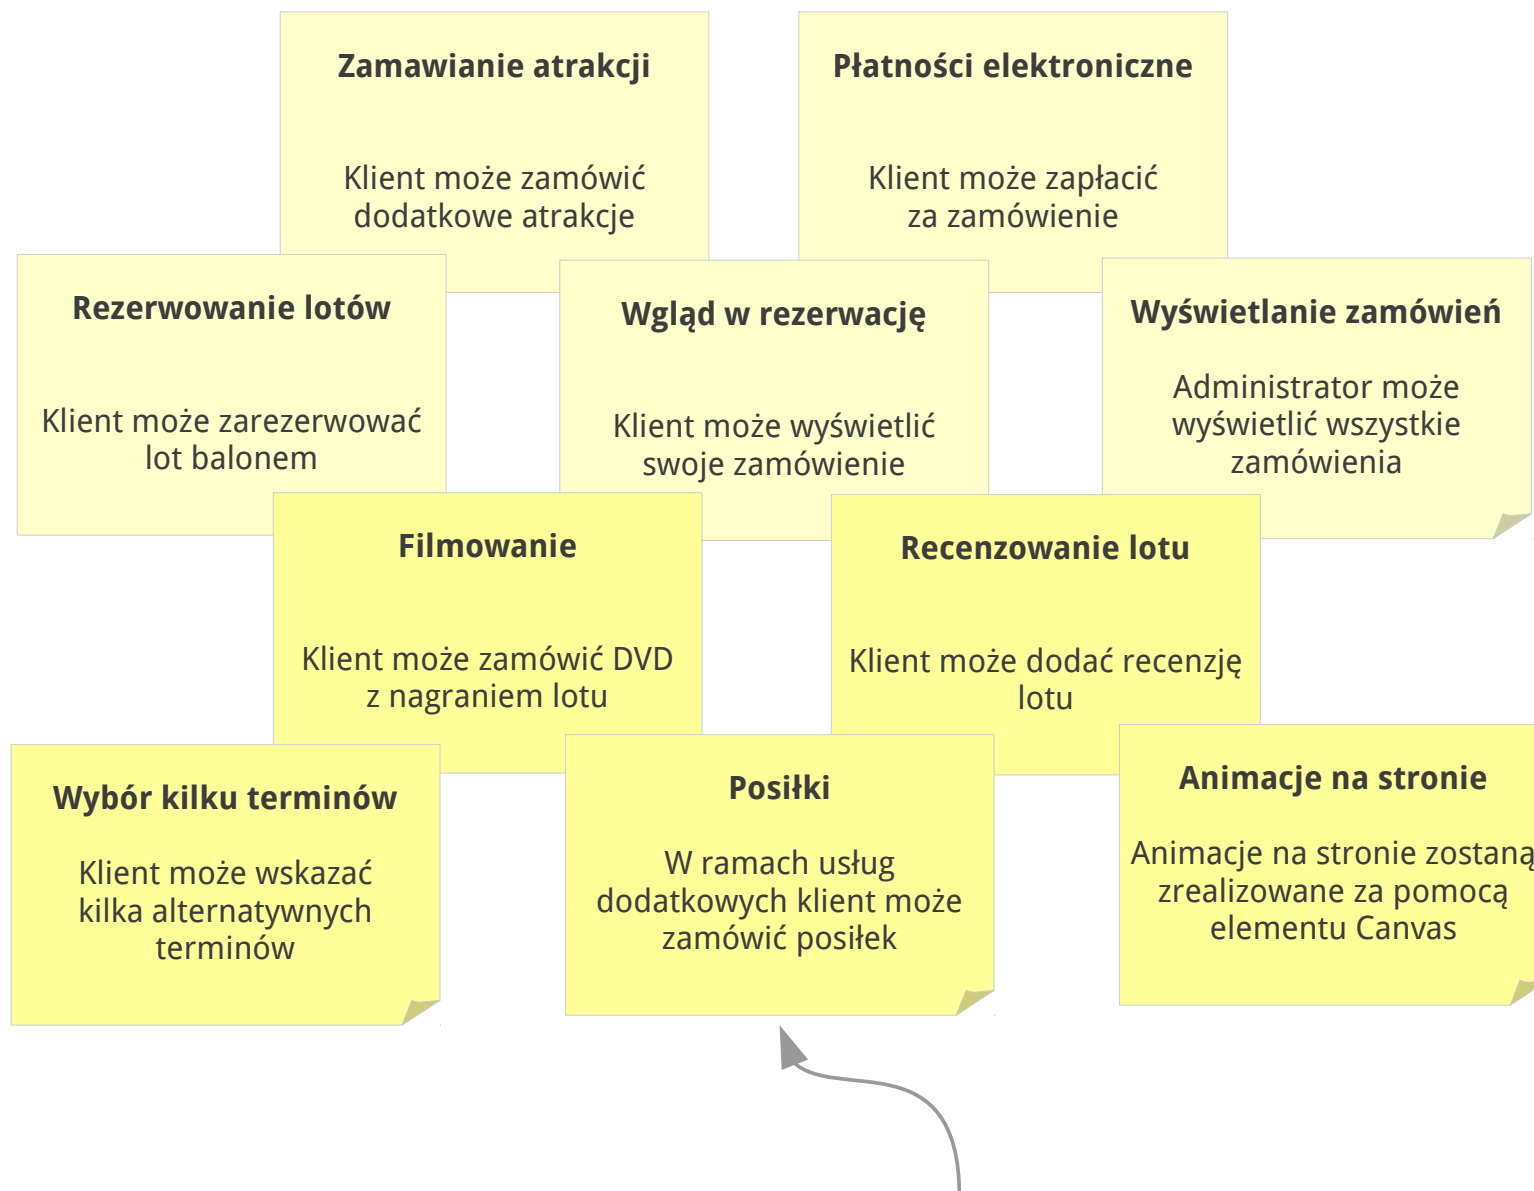 Zamawianie atrakcji
Klient może zamówić
dodatkowe atrakcje
Płatności elektroniczne
Klient może zapłacić
za zamówienie
Rezerwowanie lotów
Klient może zarezerwować
lot balonem
Wgląd w rezerwację
Klient może wyświetlić
swoje zamówienie
Wyświetlanie zamówień
Administrator może
wyświetlić wszystkie
zamówienia
Filmowanie
Klient może zamówić DVD
z nagraniem lotu
Recenzowanie lotu
Klient może dodać recenzję
lotu
Wybór kilku terminów
Klient może wskazać
kilka alternatywnych
terminów
Posiłki
W ramach usług
dodatkowych klient może
zamówić posiłek
Animacje na stronie
Animacje na stronie zostaną
zrealizowane za pomocą
elementu Canvas